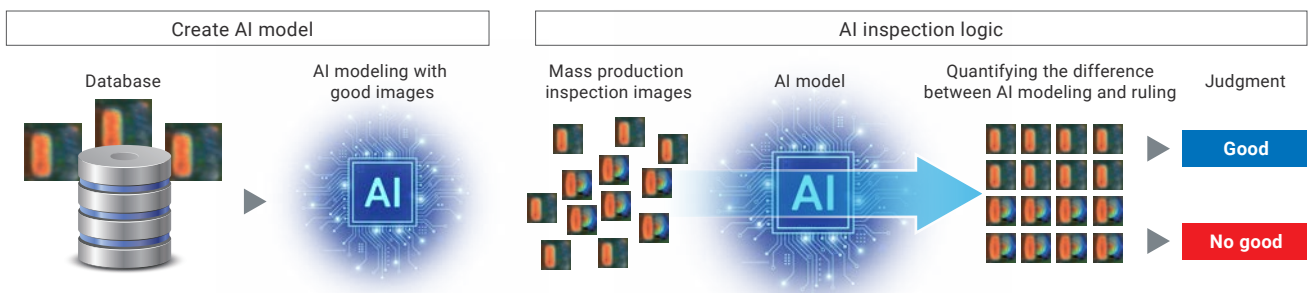 Create AI model
Database
AI modeling with
good images
AI
AI inspection logic
Mass production
inspection images
AI model
AI
Quantifying the difference
between AI modeling and ruling
Judgment
Good
No good